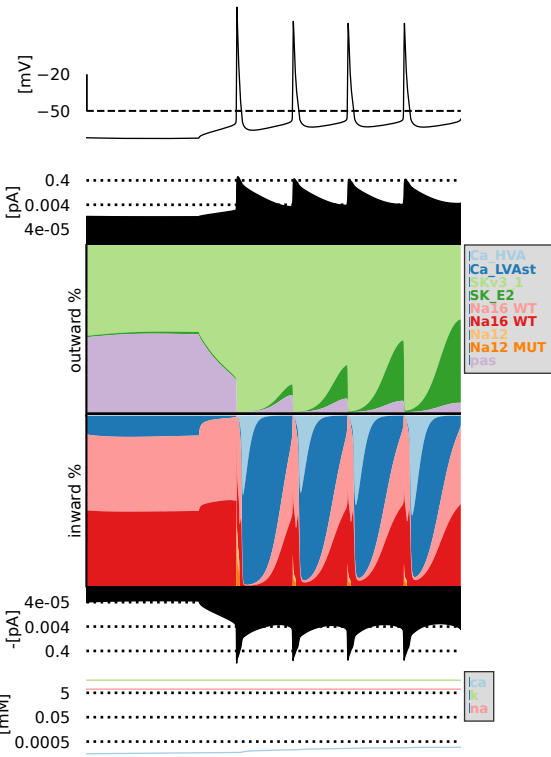 [mV]
−20
−50
[pA]
0.4
0.004
4e-05
outward %
Ca_HVA
Ca_LVAst
SKv3_1
SK_E2
Na16 WT
Na16 WT
Na12
Na12 MUT
pas
inward %
-[pA]
4e-05
0.004
0.4
[mM]
5
0.05
0.0005
ca
k
na